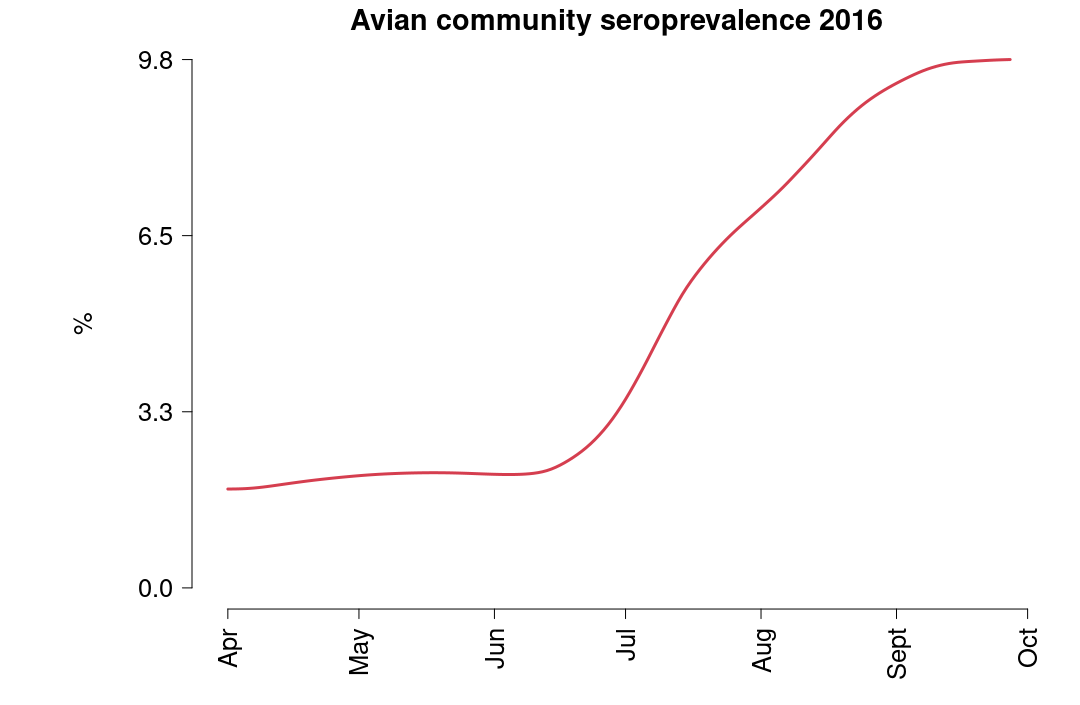 Avian community seroprevalence 2016
9.8
6.5
3.3
0.0
%
Apr
May
Jun
Jul
Aug
Sept
Oct